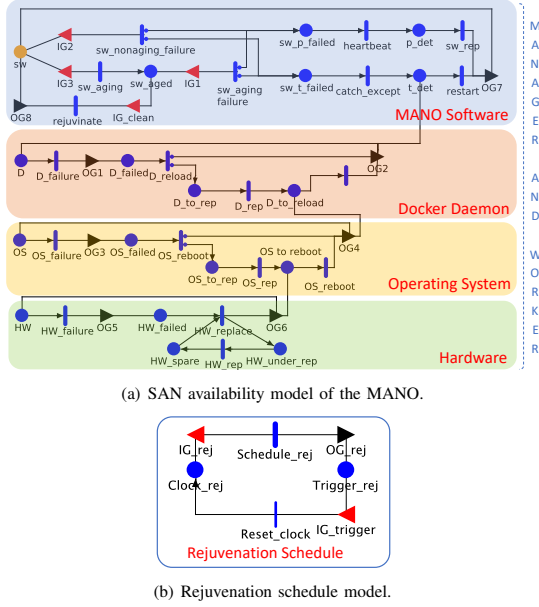 IG2
sw_nonaging_failure
sw_p_failed
heartbeat
p_det
sw_rep
sw
IG3
sw_aging
sw_aged
IG1
sw_aging
failure
sw_t_failed
catch_except
t_det
restart
OG7
OG8
rejuvinate
IG_clean
MANO Software
D
D_failure
OG1
D_failed
D_reload
OG2
D_to_rep
D_rep
D_to_reload
Docker Daemon
OS
OS_failure
OG3
OS_failed
OS_reboot
OS to reboot
OG4
OS_to_rep
OS_rep
OS_reboot
Operating System
HW
HW_failure
OG5
HW_failed
HW_replace
OG6
HW_spare
HW_rep
HW_under_rep
Hardware
MANAGER AND WORKER
(a) SAN availability model of the MANO.
IG_rej
Schedule_rej
OG_rej
Clock_rej
Trigger_rej
Reset_clock
IG_trigger
Rejuvenation Schedule
(b) Rejuvenation schedule model.